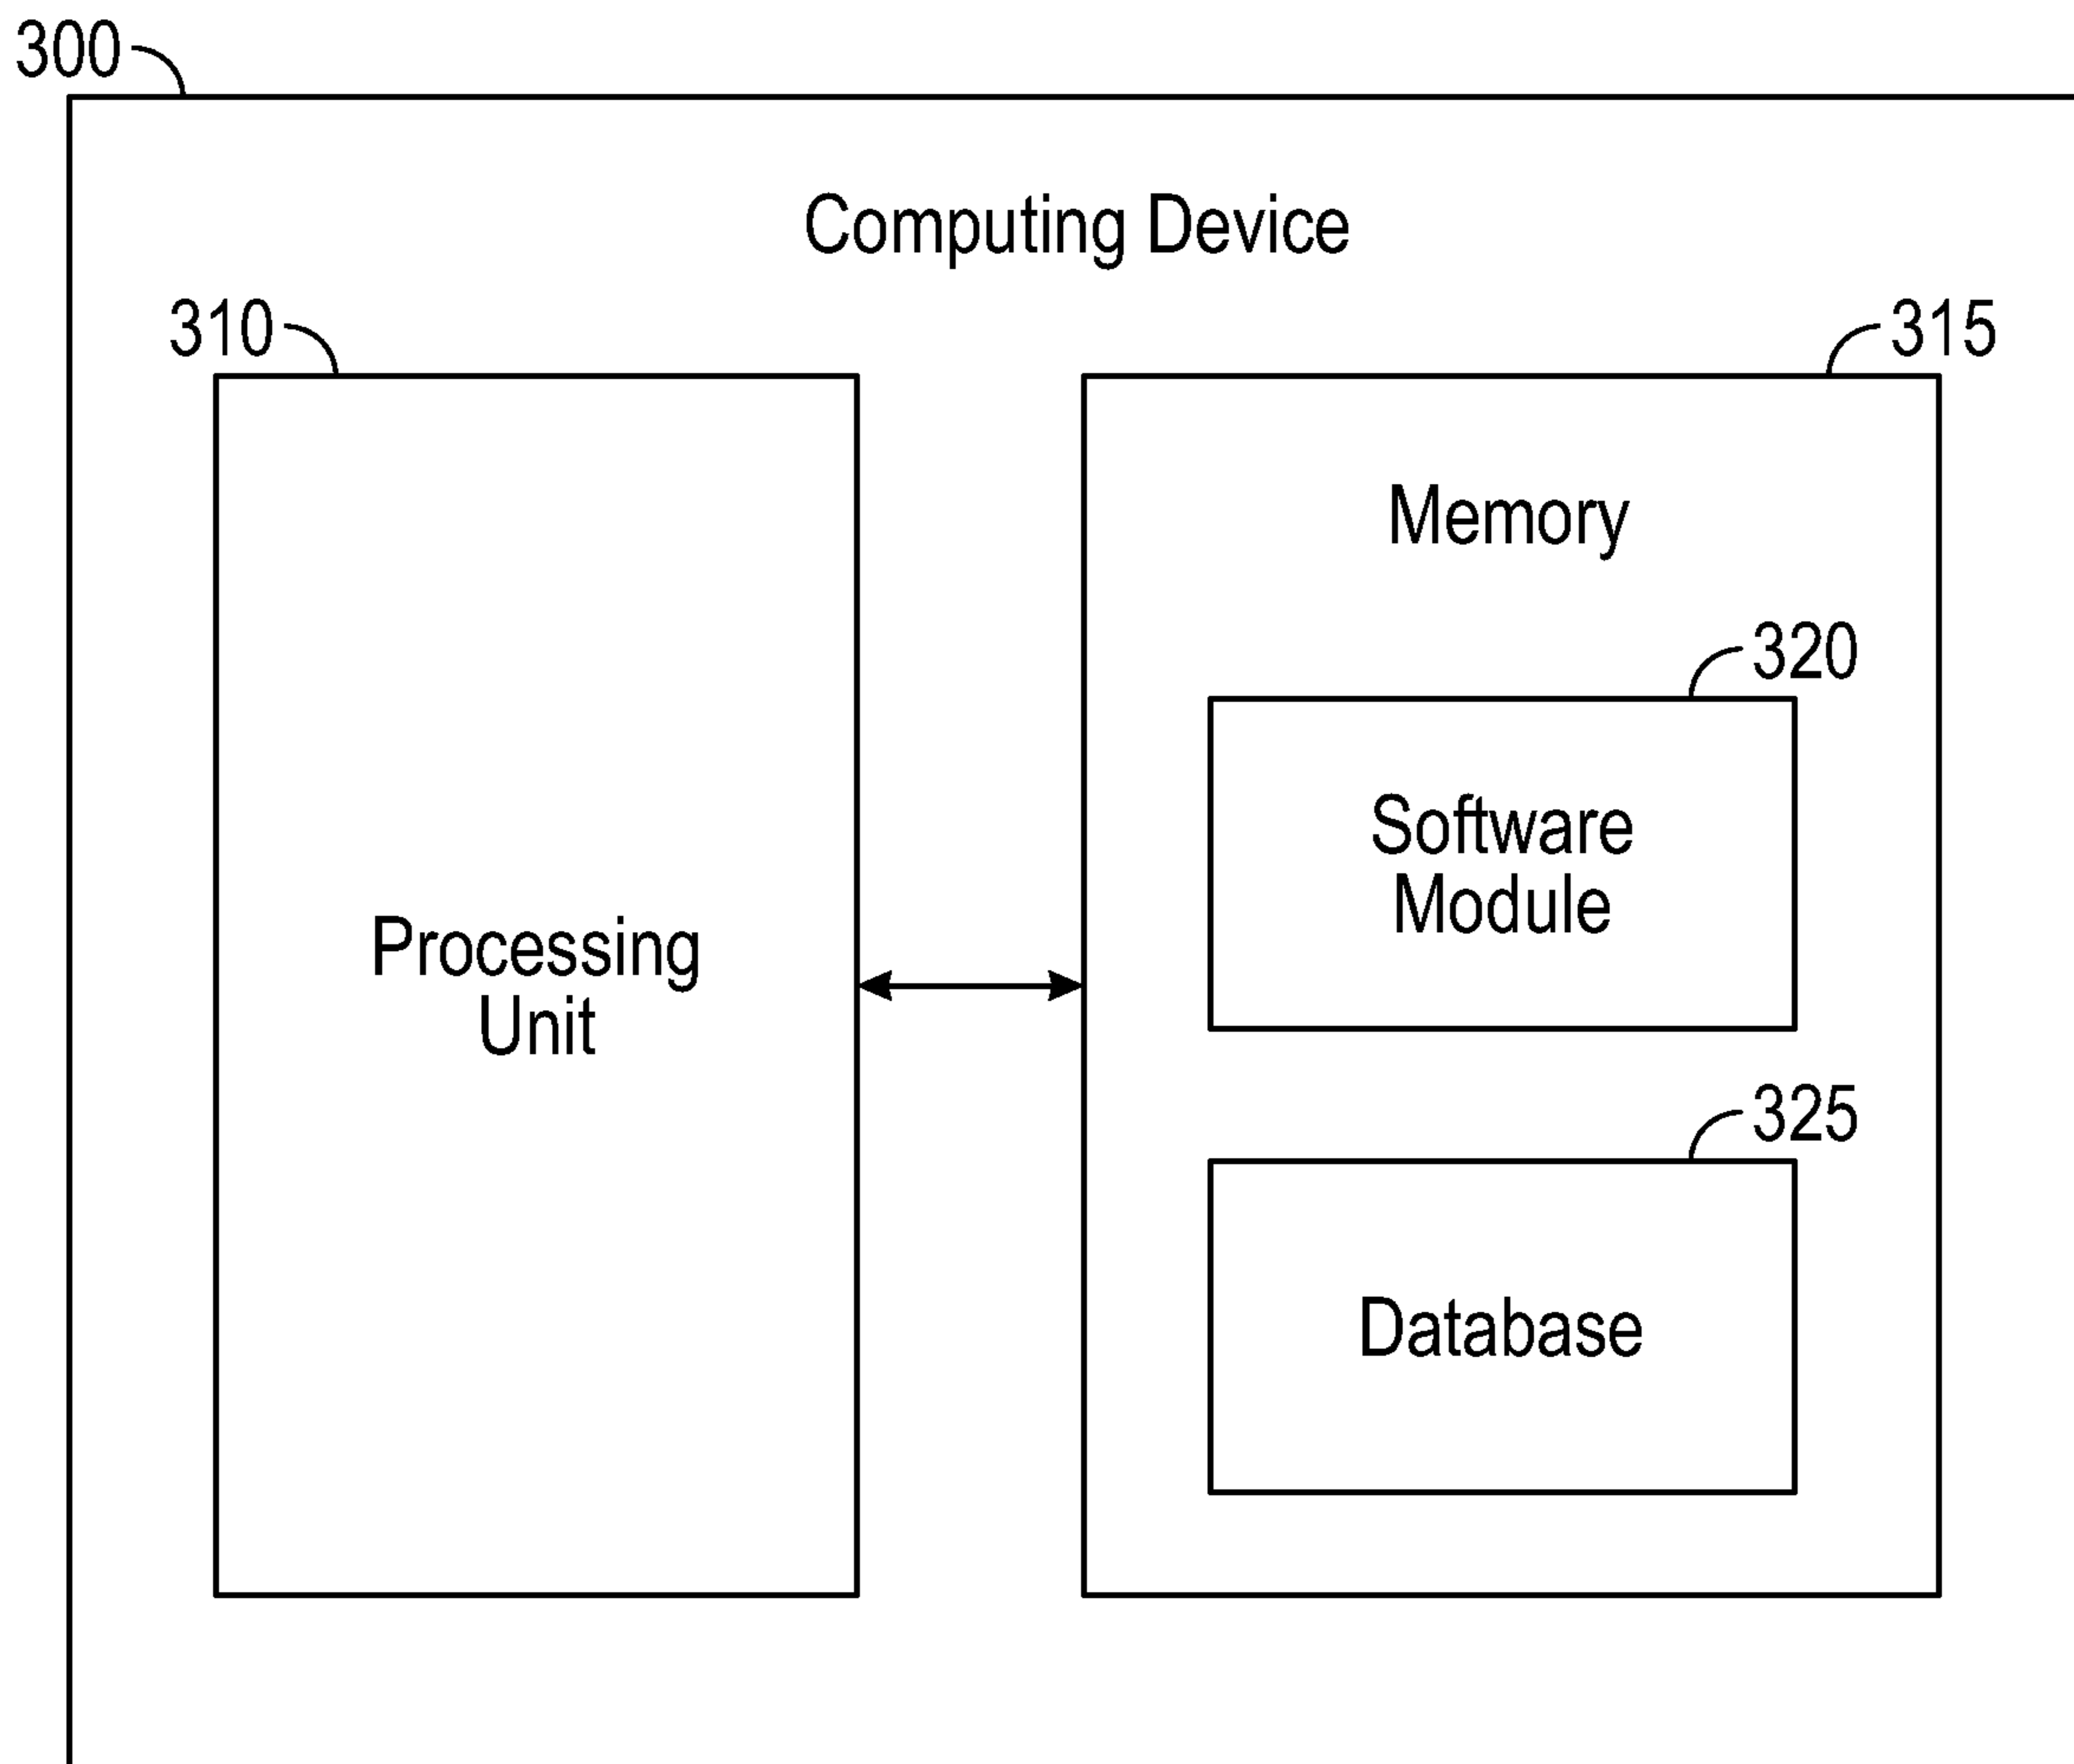 300
Computing Device
310
315
Memory
320
Software
Module
Processing
Unit
325
Database